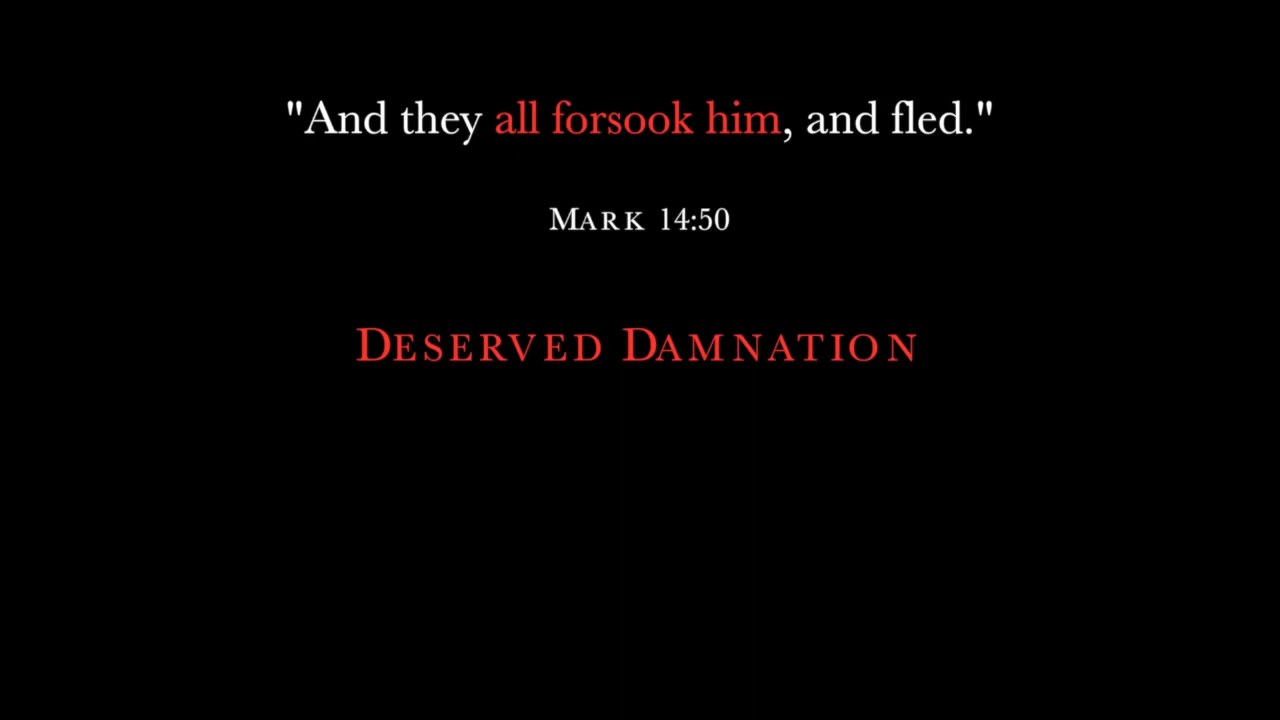 "And they all forsook him, and fled."
MARK 14:50
DESERVED DAMNATION